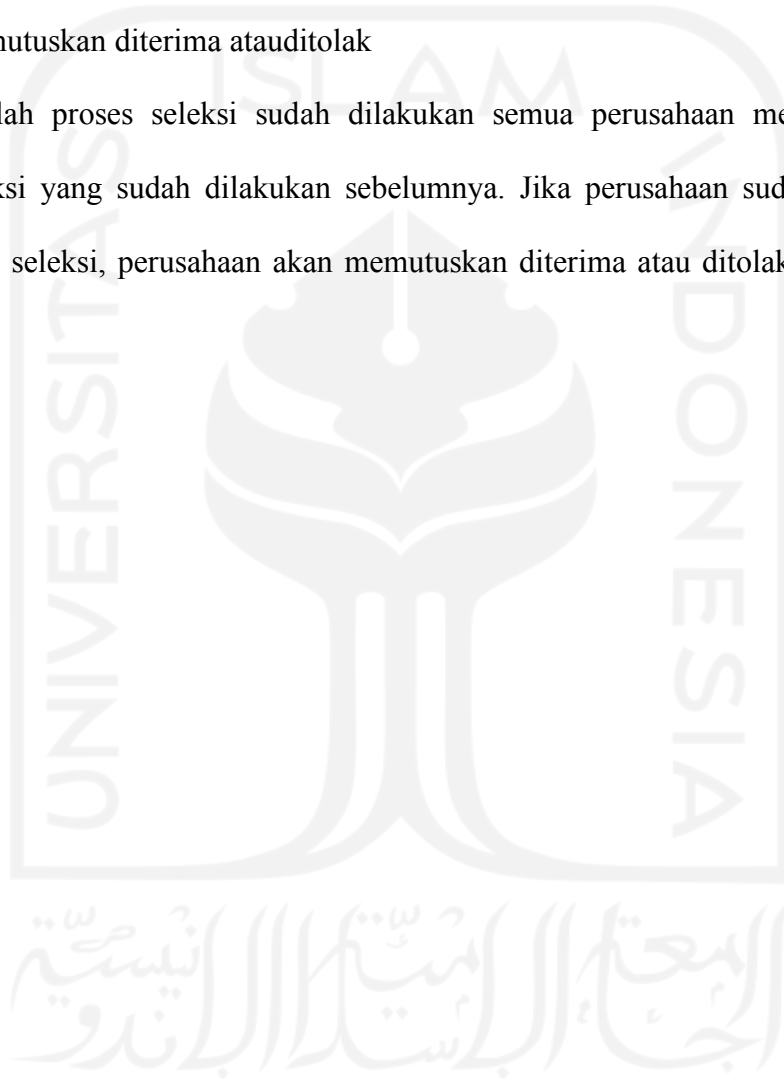 nutuskan diterima atauditolak
lah proses seleksi sudah dilakukan semua perusahaan me
ksi yang sudah dilakukan sebelumnya. Jika perusahaan sud
seleksi, perusahaan akan memutuskan diterima atau ditolak
ISLAM
UNIVERSITAS
INDONESIA